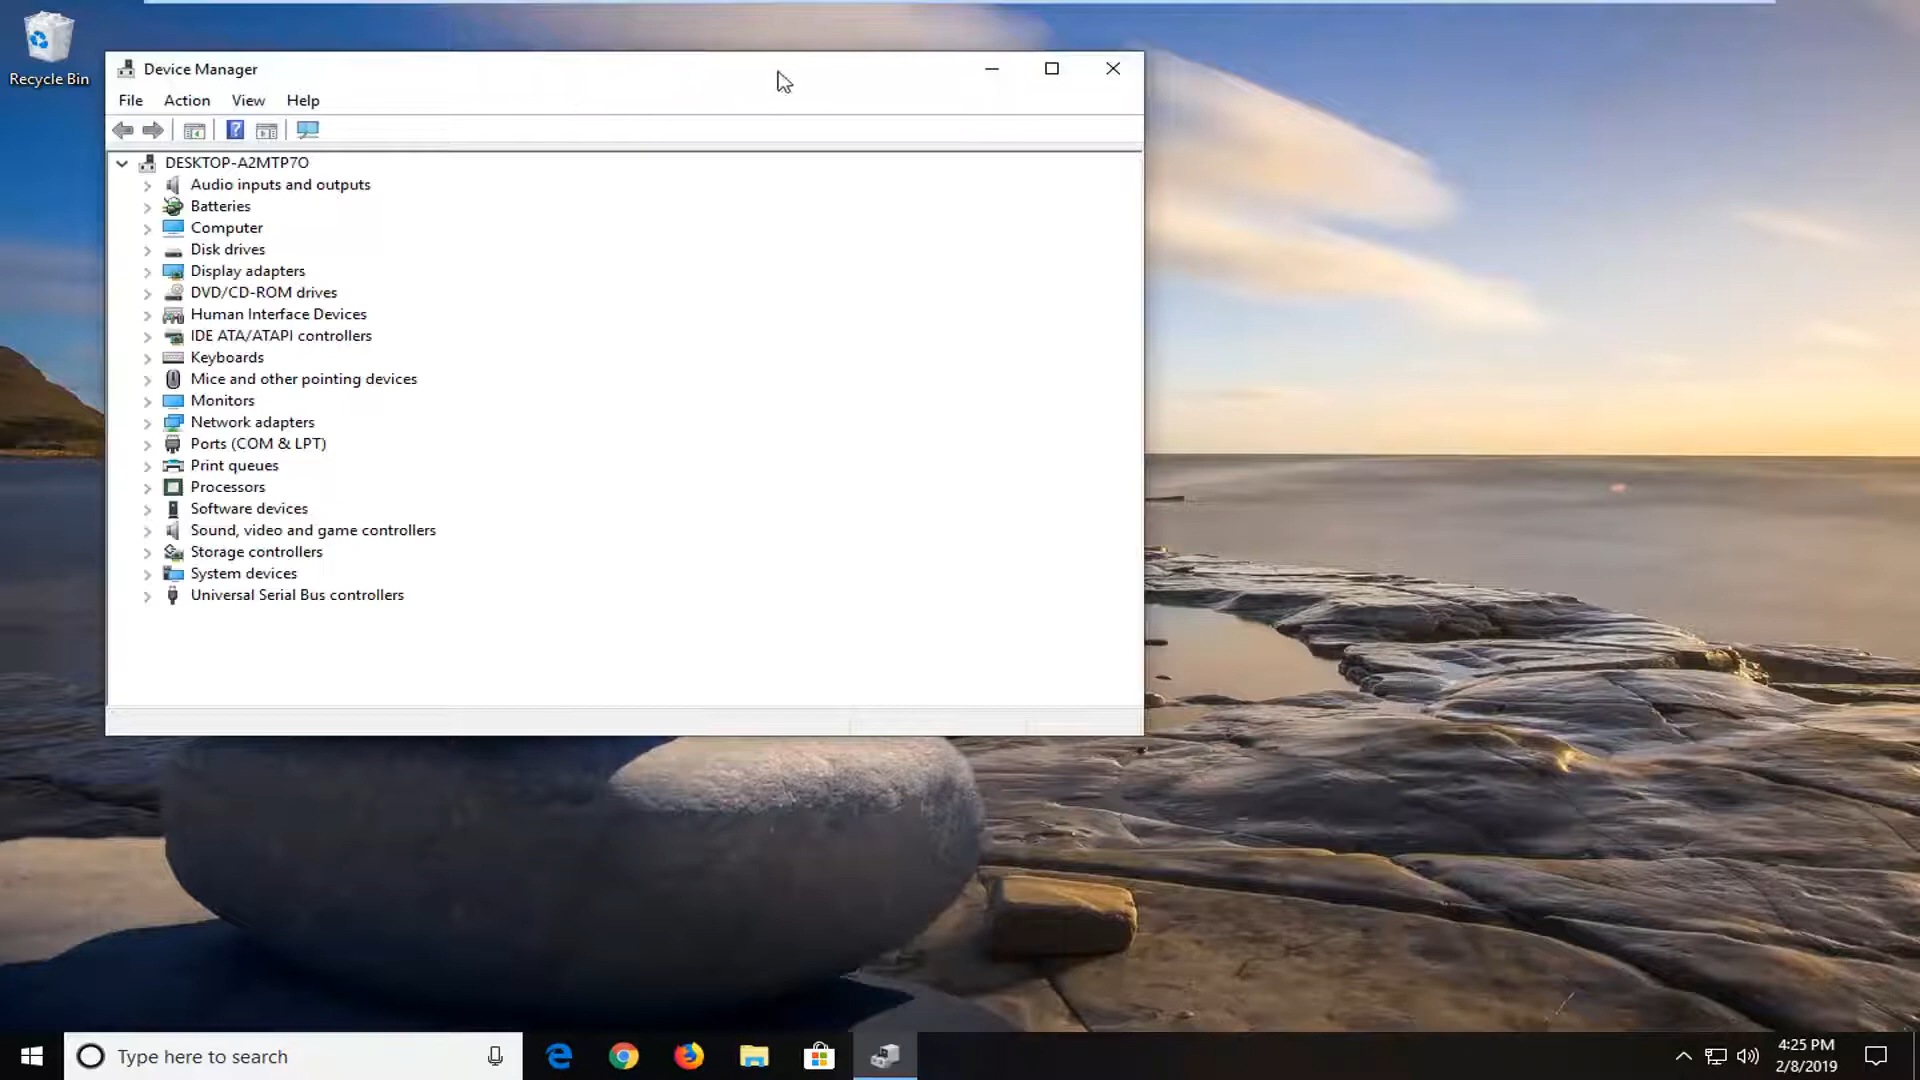 Recycle Bin
Device Manager
File Action View Help
DESKTOP-A2MTP7O
Audio inputs and outputs
Batteries
Computer
Disk drives
Display adapters
DVD/CD-ROM drives
Human Interface Devices
IDE ATA/ATAPI controllers
Keyboards
Mice and other pointing devices
Monitors
Network adapters
Ports (COM & LPT)
Print queues
Processors
Software devices
Sound, video and game controllers
Storage controllers
System devices
Universal Serial Bus controllers
Type here to search
4:25 PM
2/8/2019